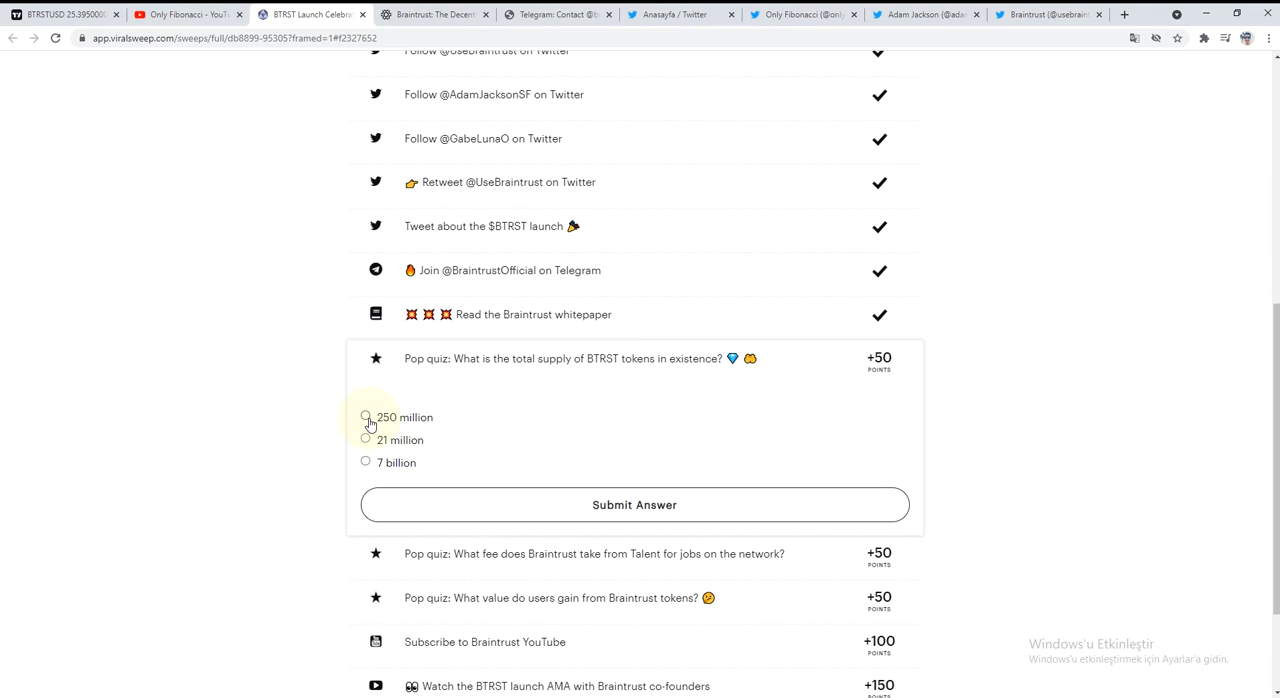 BTRSTUSD 25.3950000
Only Fibonacci - YouTu
BTRST Launch Celebra
Braintrust: The Decent
Telegram: Contact @b
Anasayfa / Twitter
Only Fibonacci (@only
Adam Jackson (@ada
Braintrust (@usebrain
app.viralsweep.com/sweeps/full/db8899-95305?framed=1#f2327652
Follow @UseBraintrust on Twitter
Follow @AdamJacksonSF on Twitter
Follow @GabeLunaO on Twitter
👉 Retweet @UseBraintrust on Twitter
Tweet about the $BTRST launch 🎉
🔥 Join @BraintrustOfficial on Telegram
💥 💥 💥 Read the Braintrust whitepaper
Pop quiz: What is the total supply of BTRST tokens in existence? 💎 👐 +50
POINTS
250 million
21 million
7 billion
Submit Answer
Pop quiz: What fee does Braintrust take from Talent for jobs on the network? +50
POINTS
Pop quiz: What value do users gain from Braintrust tokens? 🤔 +50
POINTS
Subscribe to Braintrust YouTube +100
POINTS
👀 Watch the BTRST launch AMA with Braintrust co-founders +150
POINTS
Windows'u Etkinleştir
Windows'u etkinleştirmek için Ayarlar'a gidin.